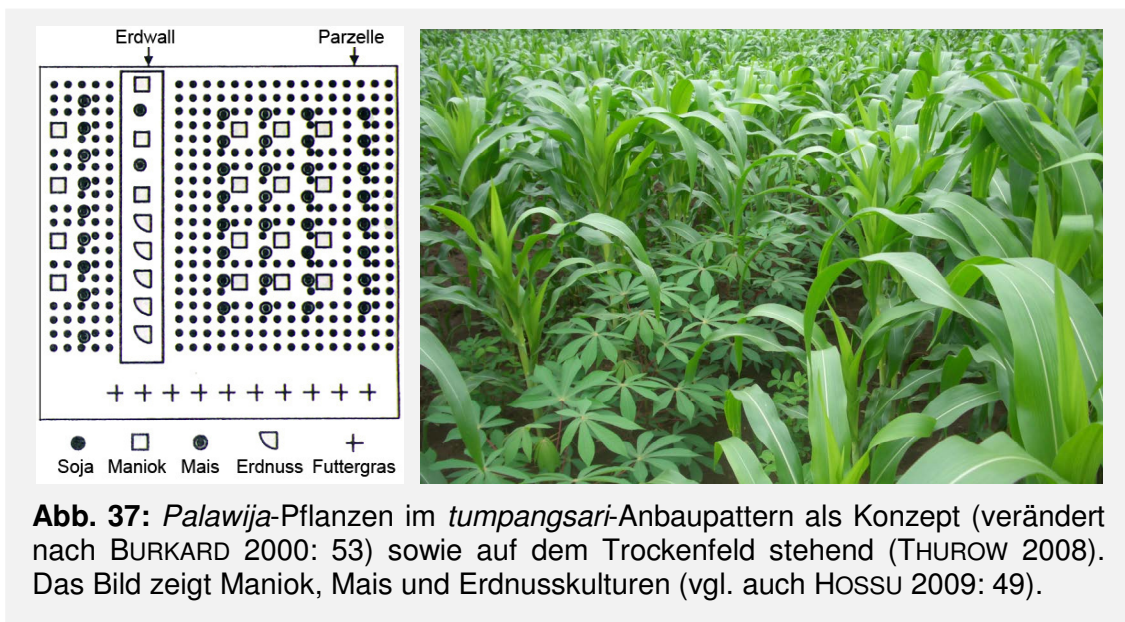 Erdwall Parzelle
Soja Maniok Mais Erdnuss Futtergras
Abb. 37: Palawija-Pflanzen im tumpangsari-Anbaupattern als Konzept (verändert
nach BURKARD 2000: 53) sowie auf dem Trockenfeld stehend (THUROW 2008).
Das Bild zeigt Maniok, Mais und Erdnusskulturen (vgl. auch HOSSU 2009: 49).